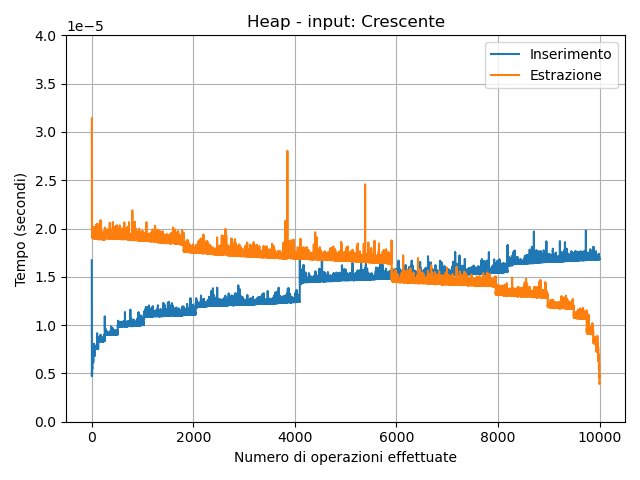 Heap - input: Crescente
1e−5
4.0
3.5
3.0
2.5
2.0
1.5
1.0
0.5
0.0
Tempo (secondi)
Inserimento
Estrazione
0 2000 4000 6000 8000 10000
Numero di operazioni effettuate